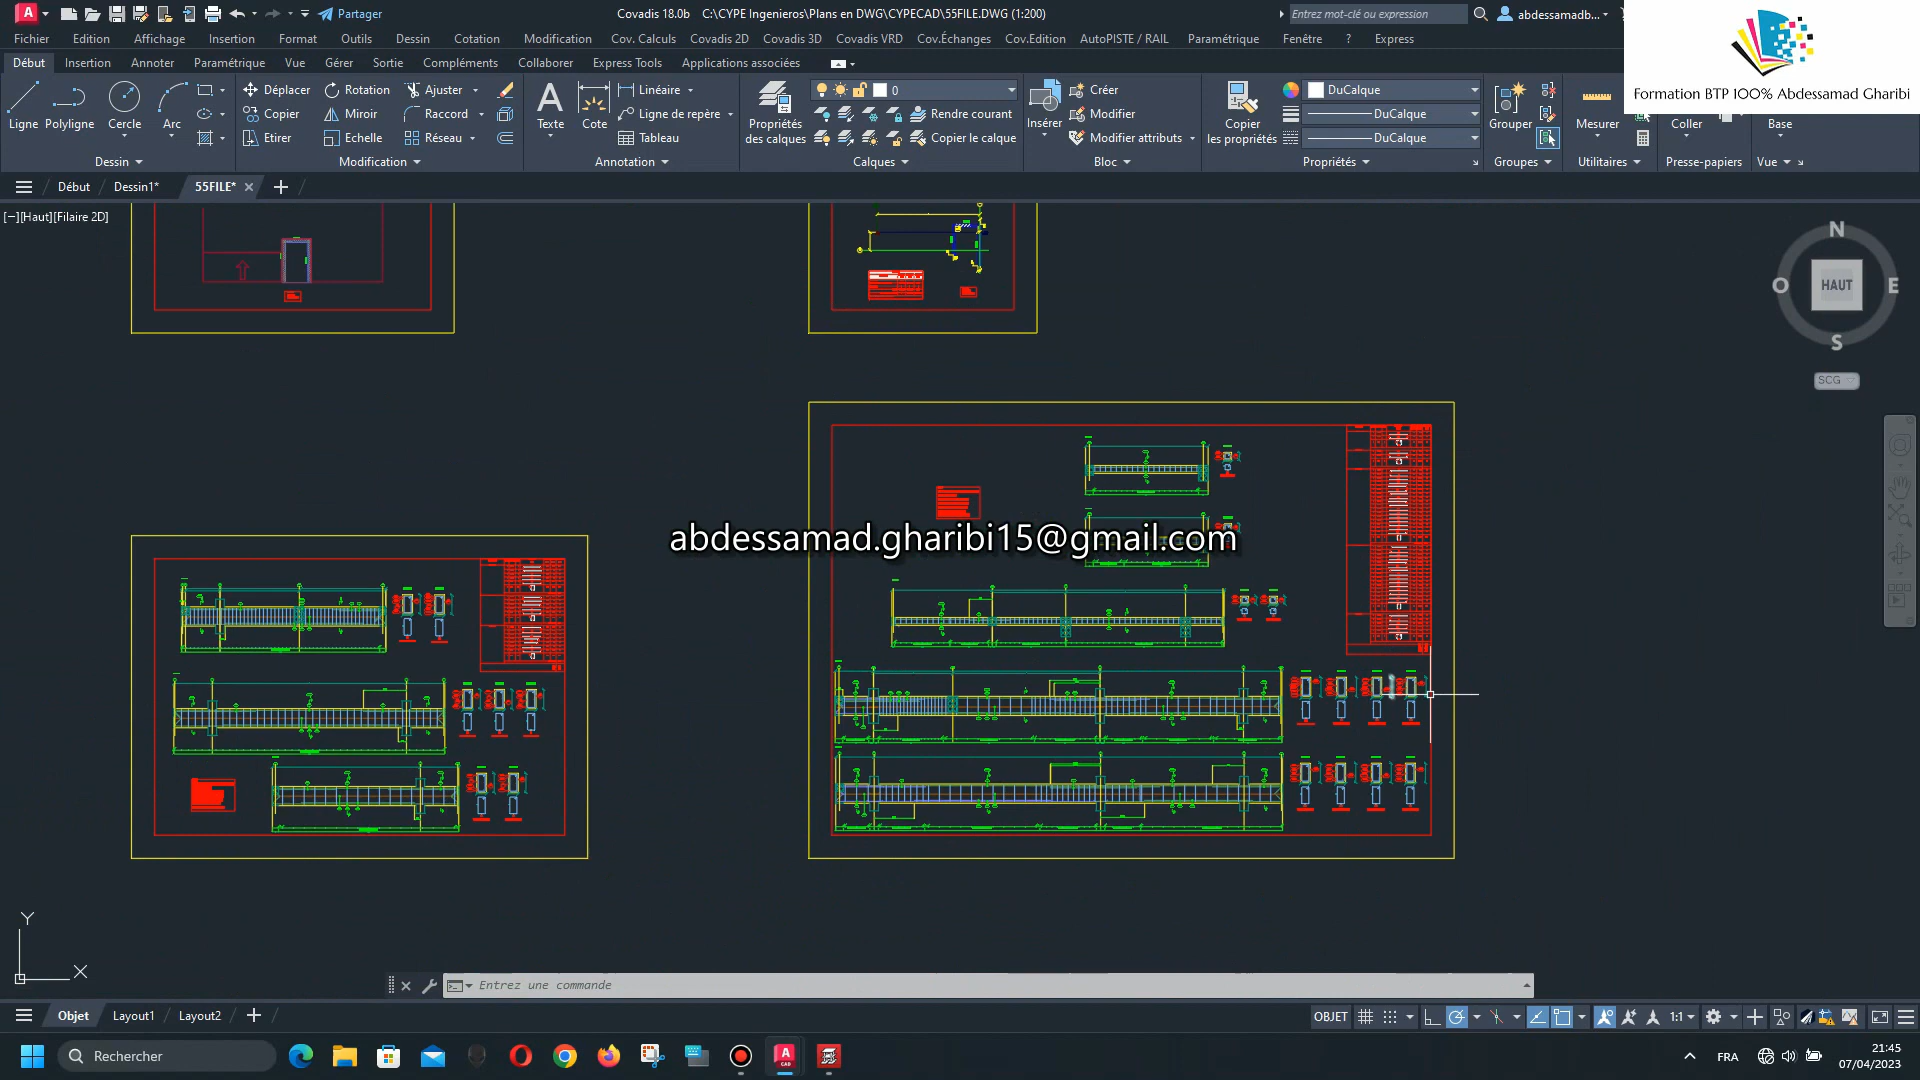 Partager
Covadis 18.0b C:\CYPE Ingenieros\Plans en DWG\CYPECAD\55FILE.DWG (1:200)
Entrez mot-clé ou expression
abdessamadb...
Fichier Edition Affichage Insertion Format Outils Dessin Cotation Modification Cov. Calculs Covadis 2D Covadis 3D Covadis VRD Cov.Échanges Cov.Edition AutoPISTE / RAIL Paramétrique Fenêtre ? Express
Début Insertion Annoter Paramétrique Vue Gérer Sortie Compléments Collaborer Express Tools Applications associées
Formation BTP 100% Abdessamad Gharibi
Déplacer Rotation Ajuster Linéaire 0 Créer DuCalque
Copier Miroir Raccord Ligne de repère Rendre courant Modifier DuCalque
Etirer Echelle Réseau Tableau Copier le calque Modifier attributs DuCalque
Ligne Polyligne Cercle Arc Texte Cote Propriétés des calques Insérer Copier les propriétés Grouper Mesurer Coller Base
Dessin Modification Annotation Calques Bloc Propriétés Groupes Utilitaires Presse-papiers Vue
Début Dessin1* 55FILE*
[−][Haut][Filaire 2D]
N
O HAUT E
S
SCG
abdessamad.gharibi15@gmail.com
Y
X
Entrez une commande
Objet Layout1 Layout2
OBJET 1:1
Rechercher
FRA
21:45
07/04/2023